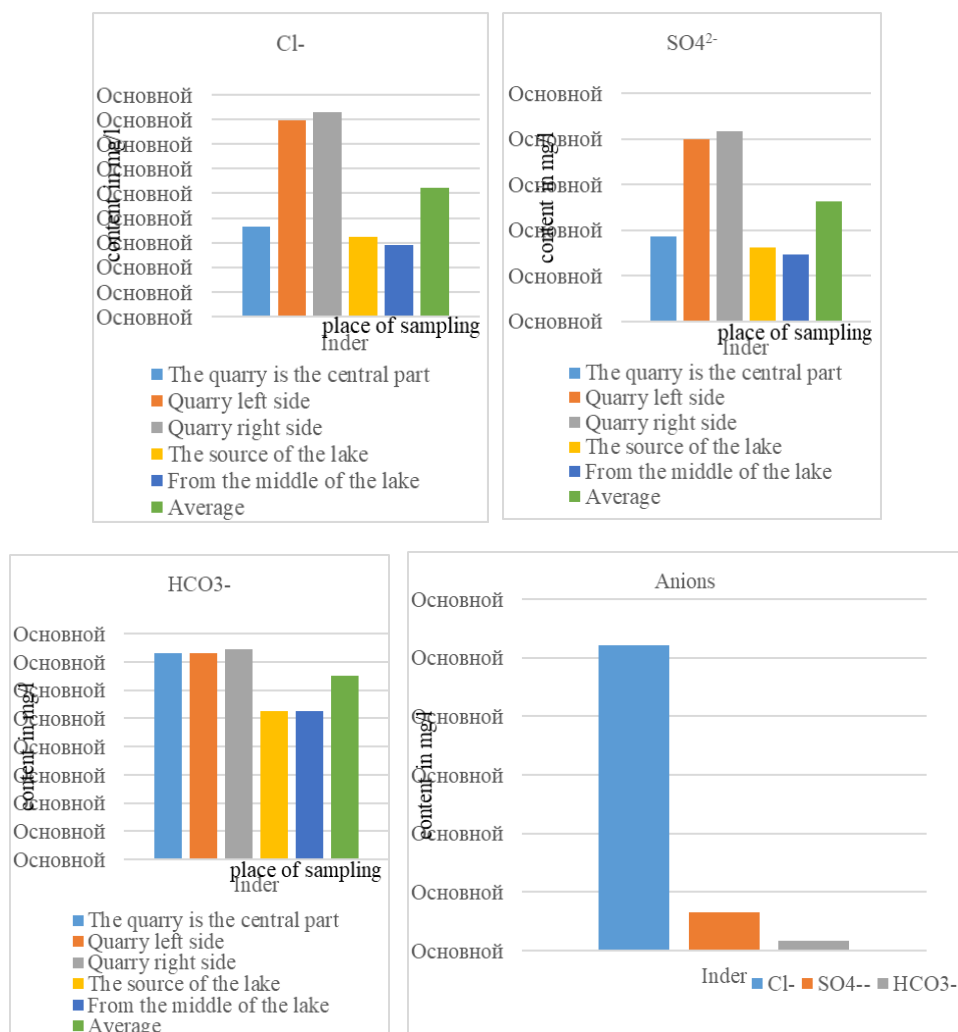 Cl-
Основной
Основной
Основной
Основной
Основной
Основной
Основной
Основной
Основной
Основной
content in mg/l
place of sampling
Inder
The quarry is the central part
Quarry left side
Quarry right side
The source of the lake
From the middle of the lake
Average
SO4²-
Основной
Основной
Основной
Основной
Основной
Основной
content in mg/l
place of sampling
Inder
The quarry is the central part
Quarry left side
Quarry right side
The source of the lake
From the middle of the lake
Average
HCO3-
Основной
Основной
Основной
Основной
Основной
Основной
Основной
Основной
Основной
content in mg/l
place of sampling
Inder
The quarry is the central part
Quarry left side
Quarry right side
The source of the lake
From the middle of the lake
Average
Anions
Основной
Основной
Основной
Основной
Основной
Основной
Основной
content in mg/l
Inder
Cl- SO4-- HCO3-